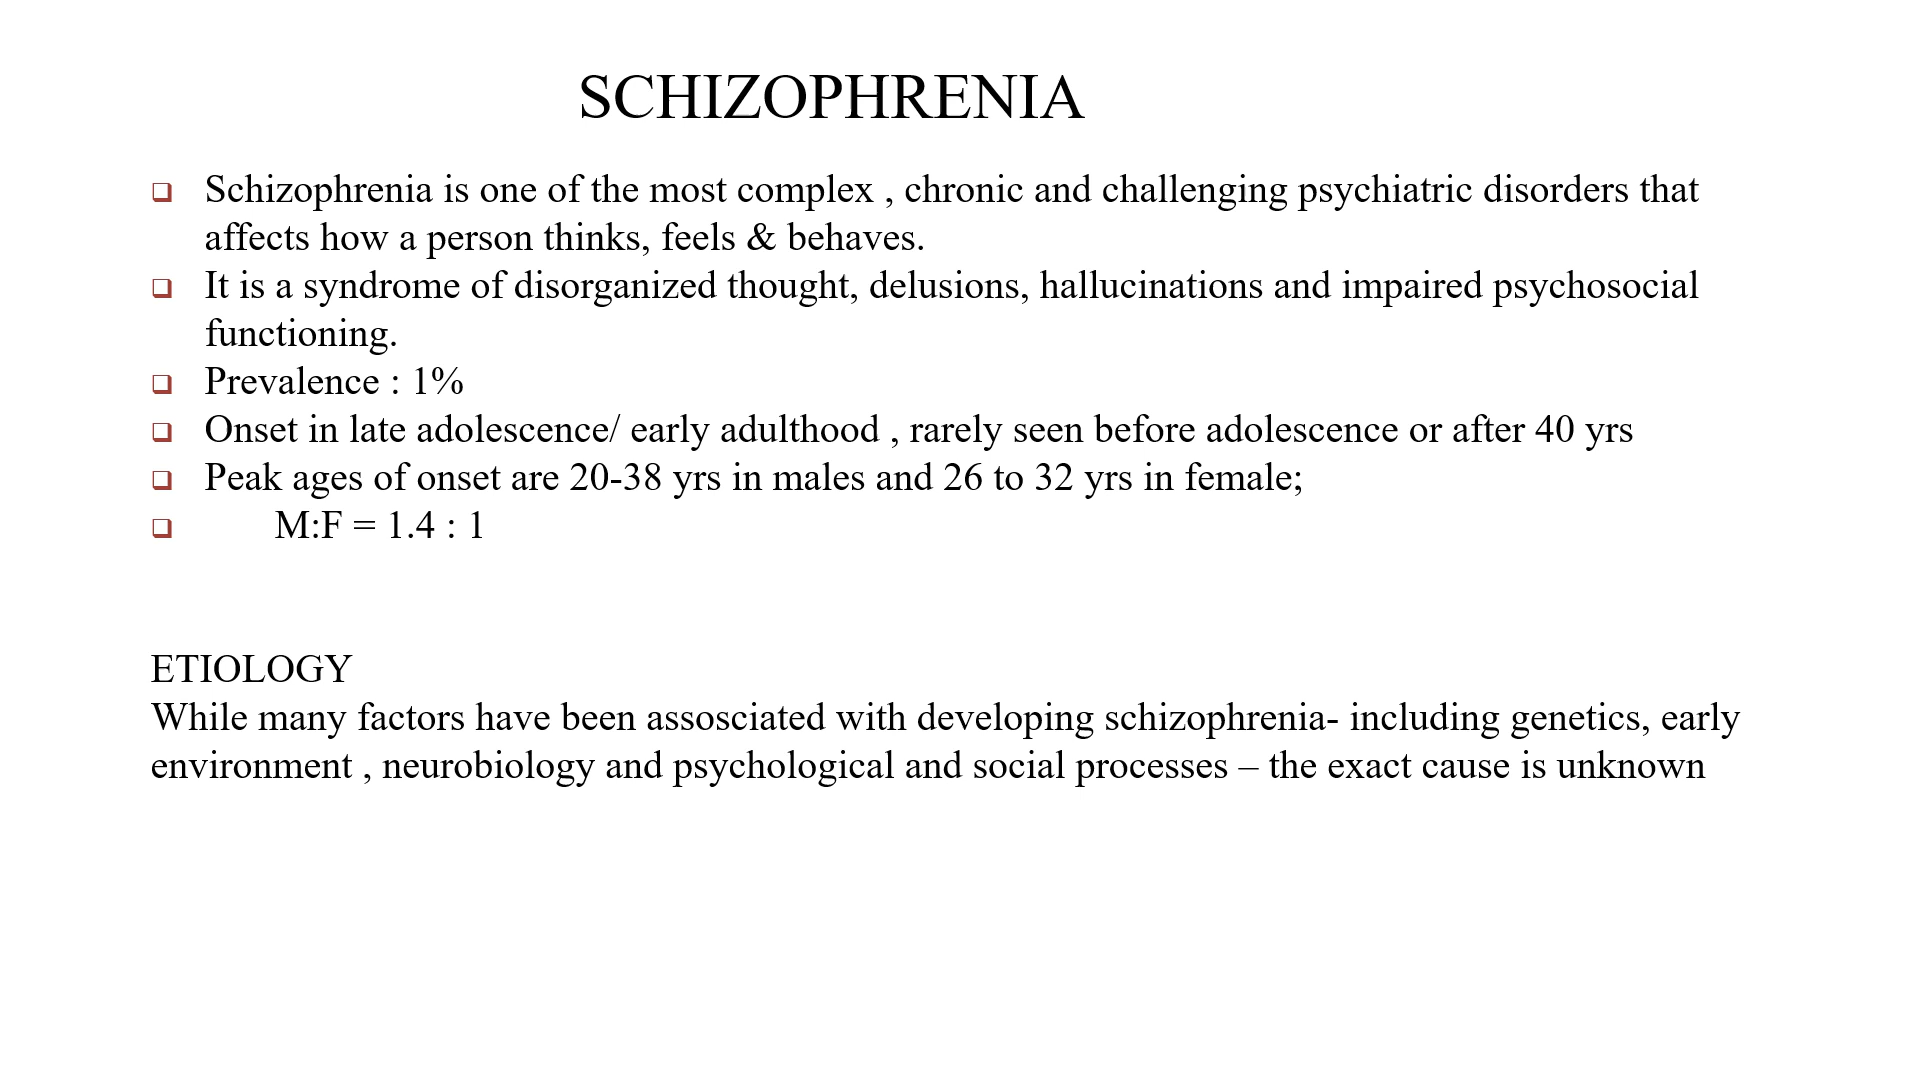 SCHIZOPHRENIA
❑ Schizophrenia is one of the most complex , chronic and challenging psychiatric disorders that
affects how a person thinks, feels & behaves.
❑ It is a syndrome of disorganized thought, delusions, hallucinations and impaired psychosocial
functioning.
❑ Prevalence : 1%
❑ Onset in late adolescence/ early adulthood , rarely seen before adolescence or after 40 yrs
❑ Peak ages of onset are 20-38 yrs in males and 26 to 32 yrs in female;
❑ M:F = 1.4 : 1
ETIOLOGY
While many factors have been assosciated with developing schizophrenia- including genetics, early
environment , neurobiology and psychological and social processes – the exact cause is unknown